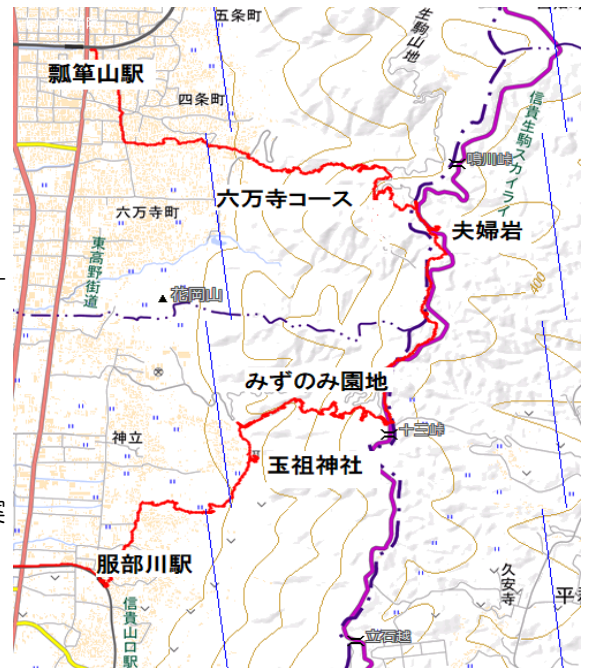 五条町
生駒山地
瓢箪山駅
四条町
信貴生駒スカイライ
鳴川峠
六万寺コース
六万寺町
夫婦岩
東高野街道
花岡山
400
みずのみ園地
十三峠
神立
玉祖神社
服部川駅
久安寺
信貴山口駅
立石越